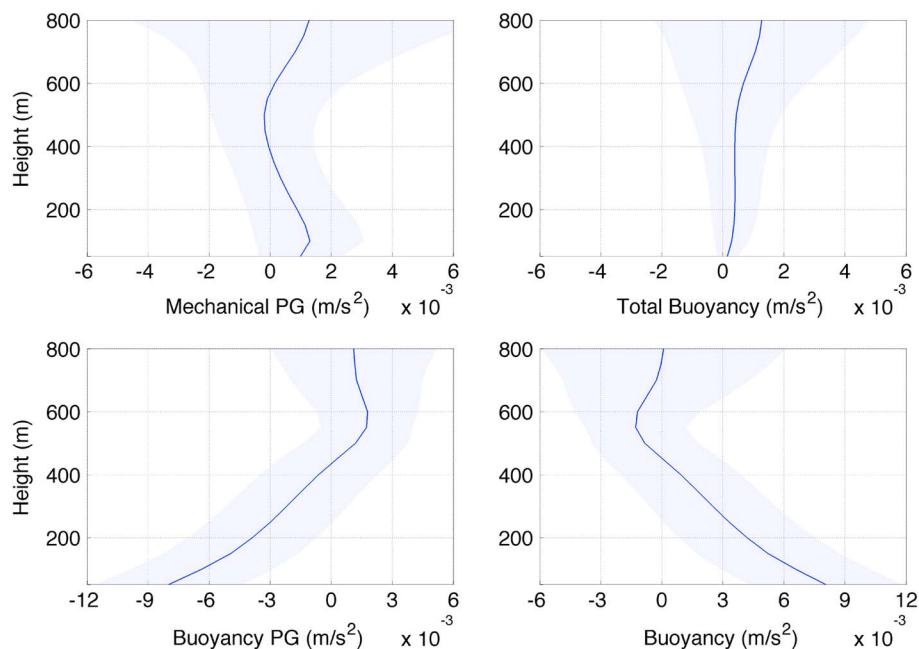 800
600
400
200
Height (m)
-6 -4 -2 0 2 4 6
Mechanical PG (m/s²) x 10⁻³
800
600
400
200
-6 -4 -2 0 2 4 6
Total Buoyancy (m/s²) x 10⁻³
800
600
400
200
Height (m)
-12 -9 -6 -3 0 3 6
Buoyancy PG (m/s²) x 10⁻³
800
600
400
200
-6 -3 0 3 6 9 12
Buoyancy (m/s²) x 10⁻³